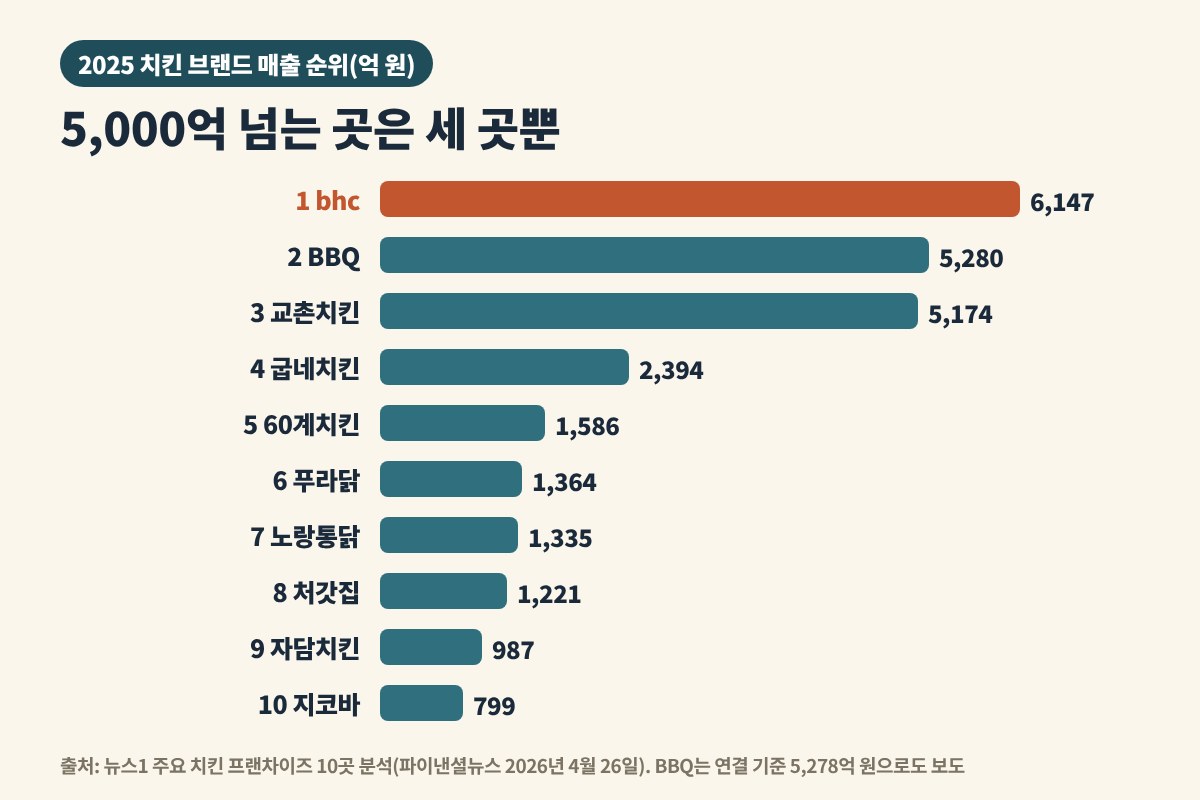 2025 치킨 브랜드 매출 순위(억 원)
5,000억 넘는 곳은 세 곳뿐
1 bhc 6,147
2 BBQ 5,280
3 교촌치킨 5,174
4 굽네치킨 2,394
5 60계치킨 1,586
6 푸라닭 1,364
7 노랑통닭 1,335
8 처갓집 1,221
9 자담치킨 987
10 지코바 799
출처: 뉴스1 주요 치킨 프랜차이즈 10곳 분석(파이낸셜뉴스 2026년 4월 26일). BBQ는 연결 기준 5,278억 원으로도 보도